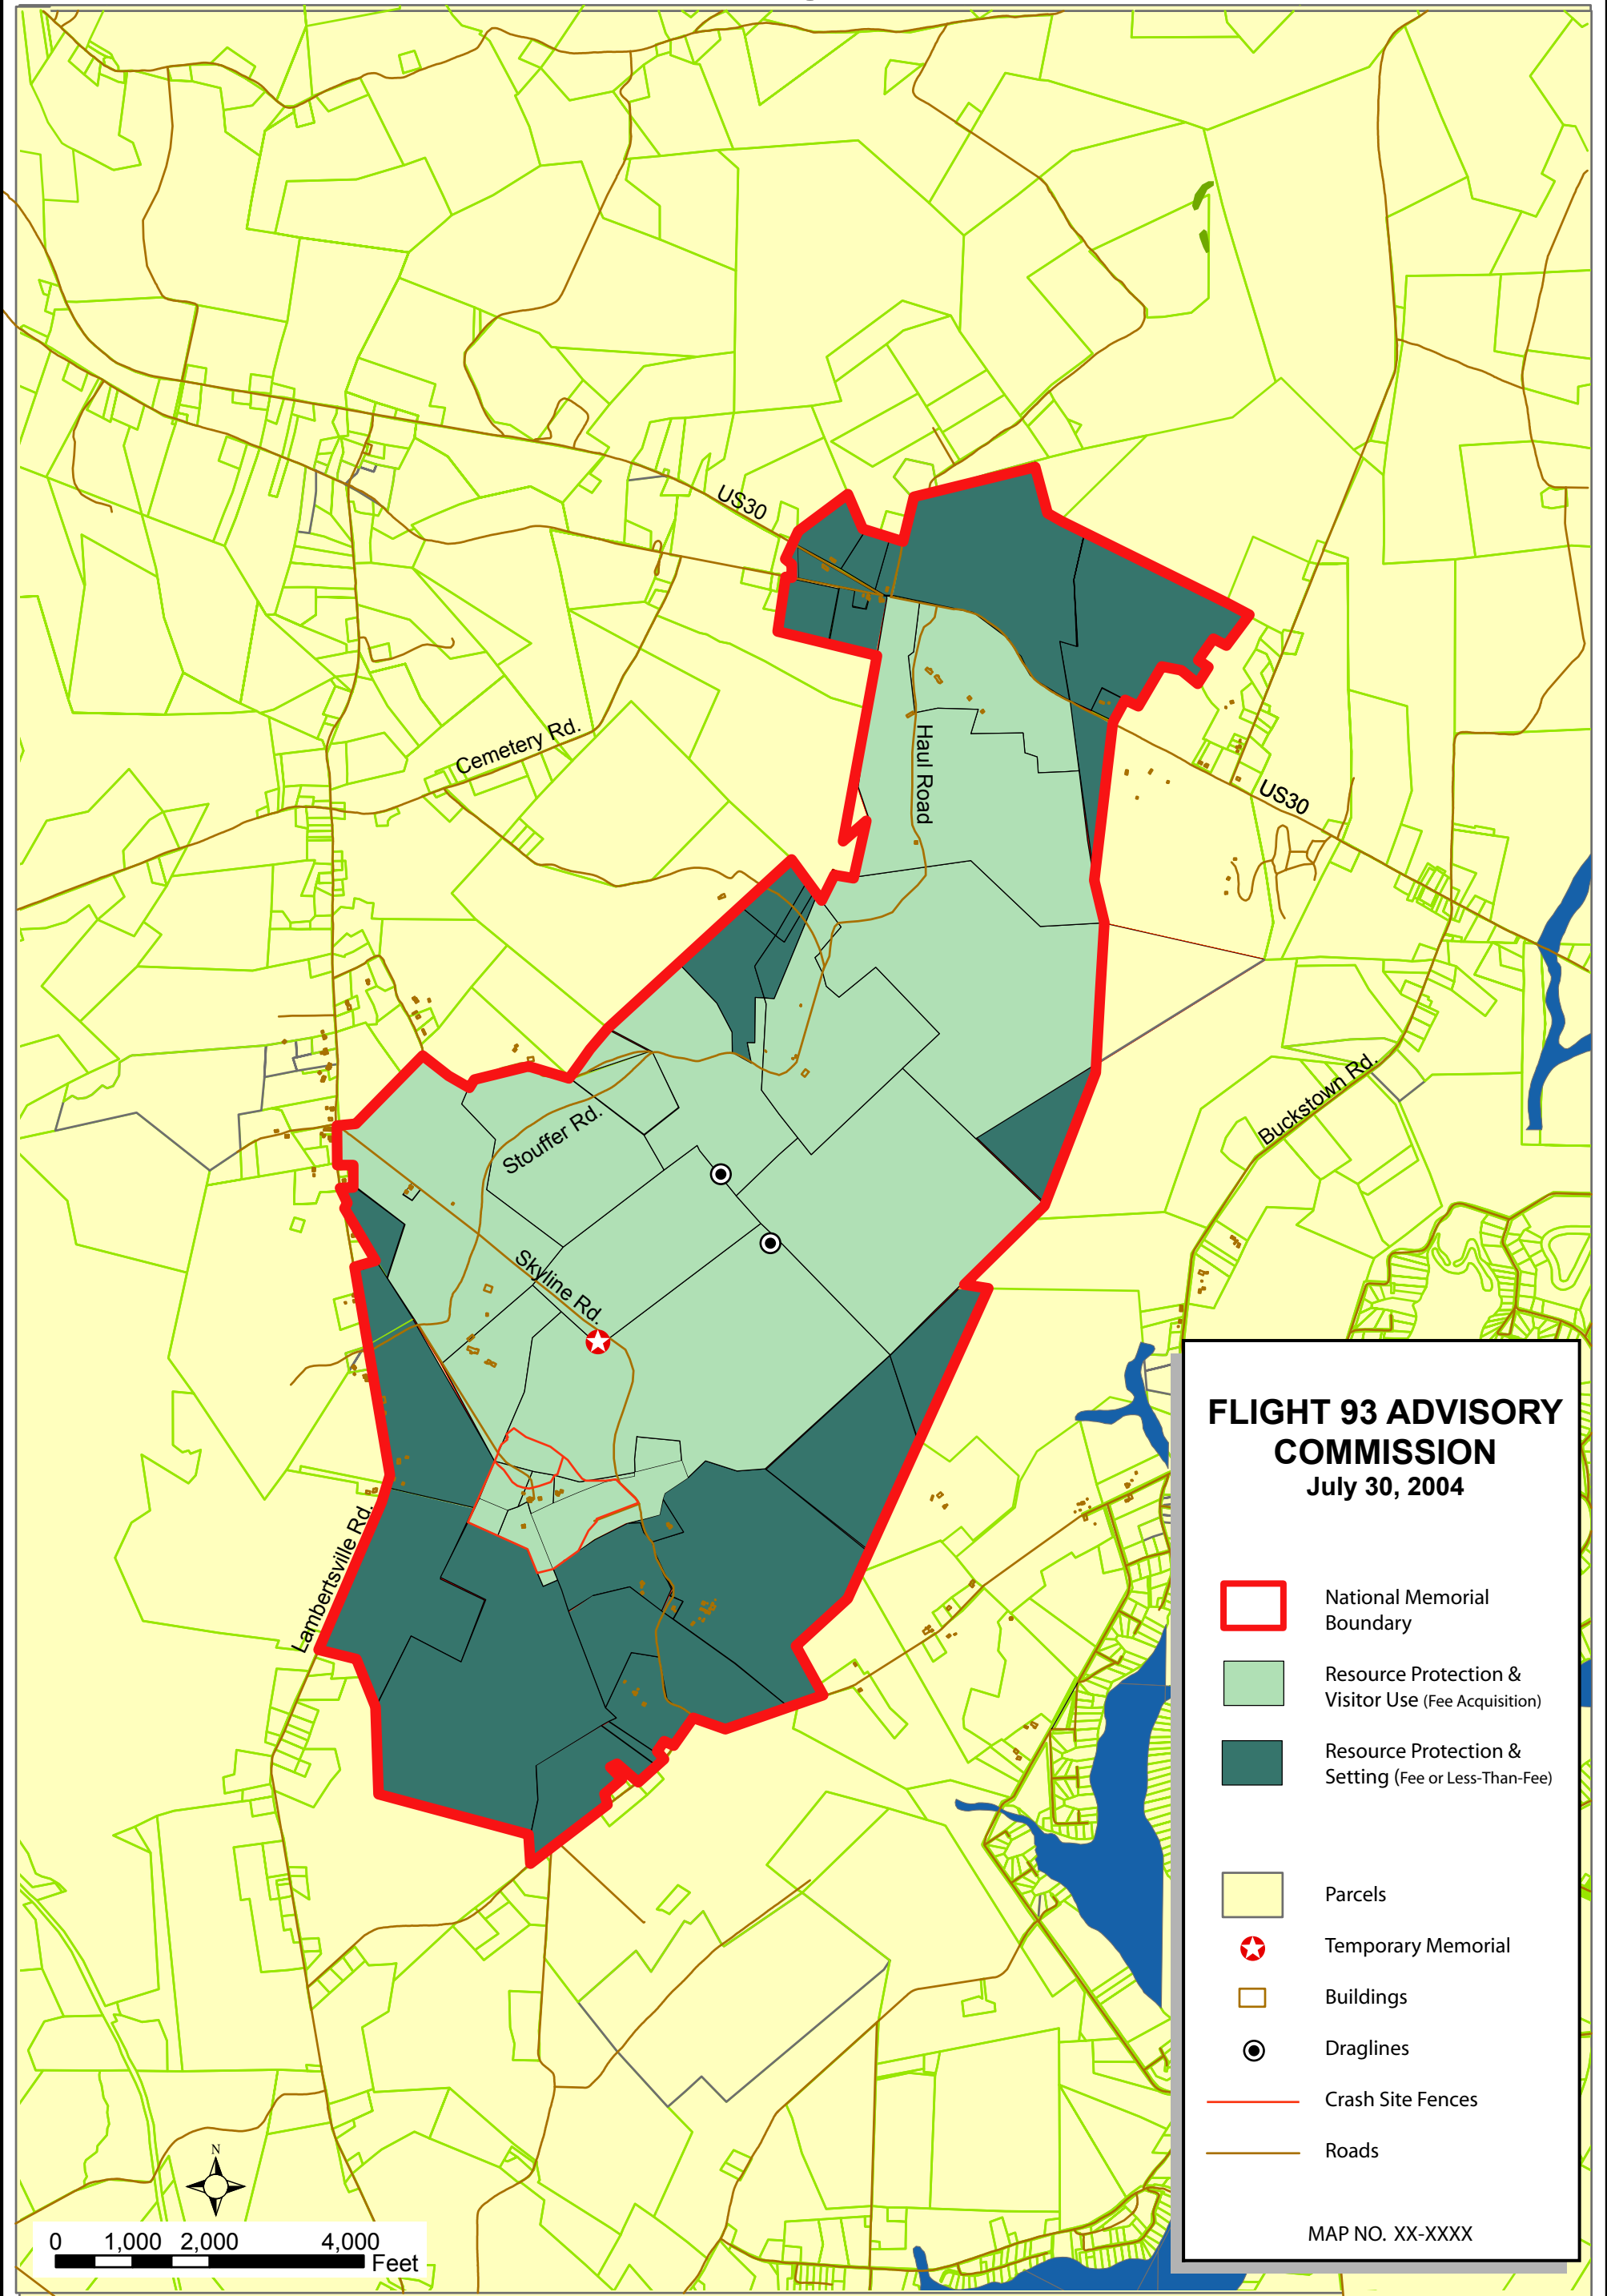 US30
Cemetery Rd.
Haul Road
US30
Buckstown Rd.
Stouffer Rd.
Skyline Rd.
Lambertsville Rd.
FLIGHT 93 ADVISORY
COMMISSION
July 30, 2004
National Memorial
Boundary
Resource Protection &
Visitor Use (Fee Acquisition)
Resource Protection &
Setting (Fee or Less-Than-Fee)
Parcels
Temporary Memorial
Buildings
Draglines
Crash Site Fences
Roads
MAP NO. XX-XXXX
N
0 1,000 2,000 4,000
Feet